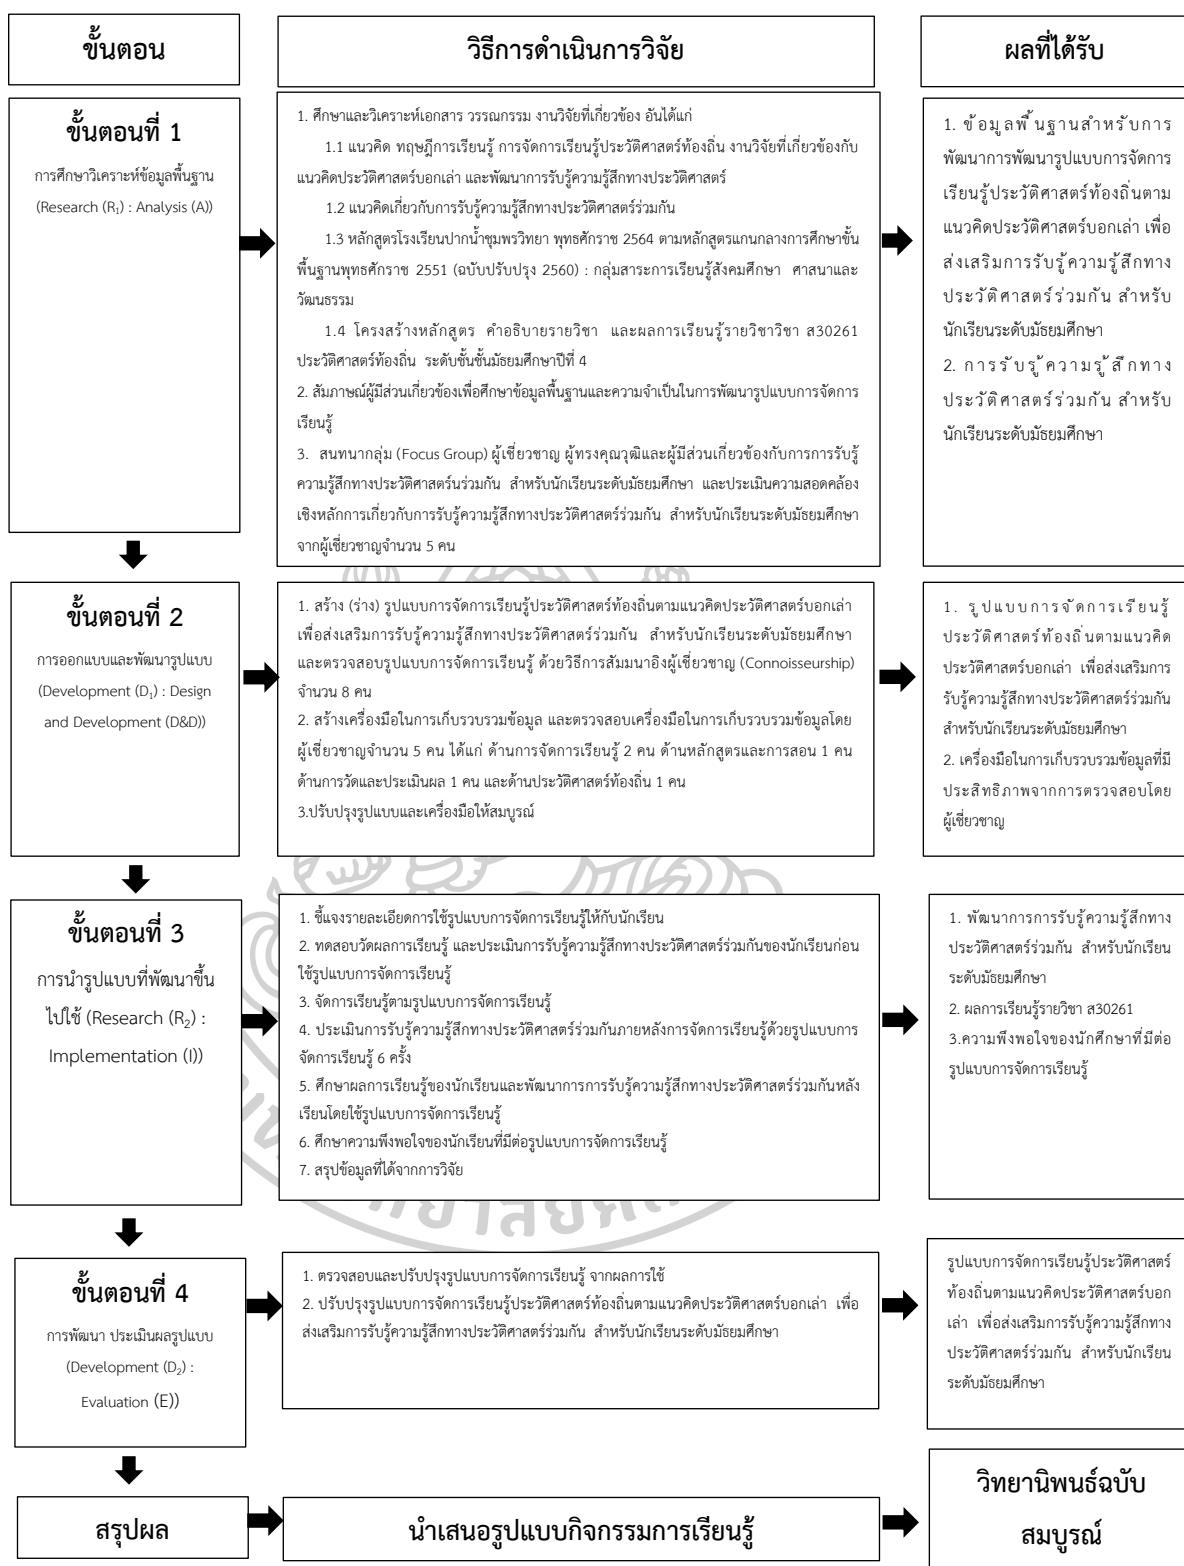 ขั้นตอน
วิธีการดำเนินการวิจัย
ผลที่ได้รับ
ขั้นตอนที่ 1
การศึกษาวิเคราะห์ข้อมูลพื้นฐาน
(Research (R₁) : Analysis (A))
1. ศึกษาและวิเคราะห์เอกสาร วรรณกรรม งานวิจัยที่เกี่ยวข้อง อันได้แก่
1.1 แนวคิด ทฤษฎีการเรียนรู้ การจัดการเรียนรู้ประวัติศาสตร์ท้องถิ่น งานวิจัยที่เกี่ยวข้องกับ
แนวคิดประวัติศาสตร์บอกเล่า และพัฒนาการรับรู้ความรู้สึกทางประวัติศาสตร์
1.2 แนวคิดเกี่ยวกับการรับรู้ความรู้สึกทางประวัติศาสตร์ร่วมกัน
1.3 หลักสูตรโรงเรียนปากน้ำชุมพรวิทยา พุทธศักราช 2564 ตามหลักสูตรแกนกลางการศึกษาขั้น
พื้นฐานพุทธศักราช 2551 (ฉบับปรับปรุง 2560) : กลุ่มสาระการเรียนรู้สังคมศึกษา ศาสนาและ
วัฒนธรรม
1.4 โครงสร้างหลักสูตร คำอธิบายรายวิชา และผลการเรียนรู้รายวิชาวิชา ส30261
ประวัติศาสตร์ท้องถิ่น ระดับชั้นชั้นมัธยมศึกษาปีที่ 4
2. สัมภาษณ์ผู้มีส่วนเกี่ยวข้องเพื่อศึกษาข้อมูลพื้นฐานและความจำเป็นในการพัฒนารูปแบบการจัดการ
เรียนรู้
3. สนทนากลุ่ม (Focus Group) ผู้เชี่ยวชาญ ผู้ทรงคุณวุฒิและผู้มีส่วนเกี่ยวข้องกับการการรับรู้
ความรู้สึกทางประวัติศาสตร์นร่วมกัน สำหรับนักเรียนระดับมัธยมศึกษา และประเมินความสอดคล้อง
เชิงหลักการเกี่ยวกับการรับรู้ความรู้สึกทางประวัติศาสตร์ร่วมกัน สำหรับนักเรียนระดับมัธยมศึกษา
จากผู้เชี่ยวชาญจำนวน 5 คน
1. ข้อมูลพื้นฐานสำหรับการ
พัฒนาการพัฒนารูปแบบการจัดการ
เรียนรู้ประวัติศาสตร์ท้องถิ่นตาม
แนวคิดประวัติศาสตร์บอกเล่า เพื่อ
ส่งเสริมการรับรู้ความรู้สึกทาง
ประวัติศาสตร์ร่วมกัน สำหรับ
นักเรียนระดับมัธยมศึกษา
2. การรับรู้ความรู้สึกทาง
ประวัติศาสตร์ร่วมกัน สำหรับ
นักเรียนระดับมัธยมศึกษา
ขั้นตอนที่ 2
การออกแบบและพัฒนารูปแบบ
(Development (D₁) : Design
and Development (D&D))
1. สร้าง (ร่าง) รูปแบบการจัดการเรียนรู้ประวัติศาสตร์ท้องถิ่นตามแนวคิดประวัติศาสตร์บอกเล่า
เพื่อส่งเสริมการรับรู้ความรู้สึกทางประวัติศาสตร์ร่วมกัน สำหรับนักเรียนระดับมัธยมศึกษา
และตรวจสอบรูปแบบการจัดการเรียนรู้ ด้วยวิธีการสัมมนาอิงผู้เชี่ยวชาญ (Connoisseurship)
จำนวน 8 คน
2. สร้างเครื่องมือในการเก็บรวบรวมข้อมูล และตรวจสอบเครื่องมือในการเก็บรวบรวมข้อมูลโดย
ผู้เชี่ยวชาญจำนวน 5 คน ได้แก่ ด้านการจัดการเรียนรู้ 2 คน ด้านหลักสูตรและการสอน 1 คน
ด้านการวัดและประเมินผล 1 คน และด้านประวัติศาสตร์ท้องถิ่น 1 คน
3.ปรับปรุงรูปแบบและเครื่องมือให้สมบูรณ์
1. รูปแบบการจัดการเรียนรู้
ประวัติศาสตร์ท้องถิ่นตามแนวคิด
ประวัติศาสตร์บอกเล่า เพื่อส่งเสริมการ
รับรู้ความรู้สึกทางประวัติศาสตร์ร่วมกัน
สำหรับนักเรียนระดับมัธยมศึกษา
2. เครื่องมือในการเก็บรวบรวมข้อมูลที่มี
ประสิทธิภาพจากการตรวจสอบโดย
ผู้เชี่ยวชาญ
ขั้นตอนที่ 3
การนำรูปแบบที่พัฒนาขึ้น
ไปใช้ (Research (R₂) :
Implementation (I))
1. ชี้แจงรายละเอียดการใช้รูปแบบการจัดการเรียนรู้ให้กับนักเรียน
2. ทดสอบวัดผลการเรียนรู้ และประเมินการรับรู้ความรู้สึกทางประวัติศาสตร์ร่วมกันของนักเรียนก่อน
ใช้รูปแบบการจัดการเรียนรู้
3. จัดการเรียนรู้ตามรูปแบบการจัดการเรียนรู้
4. ประเมินการรับรู้ความรู้สึกทางประวัติศาสตร์ร่วมกันภายหลังการจัดการเรียนรู้ด้วยรูปแบบการ
จัดการเรียนรู้ 6 ครั้ง
5. ศึกษาผลการเรียนรู้ของนักเรียนและพัฒนาการการรับรู้ความรู้สึกทางประวัติศาสตร์ร่วมกันหลัง
เรียนโดยใช้รูปแบบการจัดการเรียนรู้
6. ศึกษาความพึงพอใจของนักเรียนที่มีต่อรูปแบบการจัดการเรียนรู้
7. สรุปข้อมูลที่ได้จากการวิจัย
1. พัฒนาการการรับรู้ความรู้สึกทาง
ประวัติศาสตร์ร่วมกัน สำหรับนักเรียน
ระดับมัธยมศึกษา
2. ผลการเรียนรู้รายวิชา ส30261
3.ความพึงพอใจของนักศึกษาที่มีต่อ
รูปแบบการจัดการเรียนรู้
ขั้นตอนที่ 4
การพัฒนา ประเมินผลรูปแบบ
(Development (D₂) :
Evaluation (E))
1. ตรวจสอบและปรับปรุงรูปแบบการจัดการเรียนรู้ จากผลการใช้
2. ปรับปรุงรูปแบบการจัดการเรียนรู้ประวัติศาสตร์ท้องถิ่นตามแนวคิดประวัติศาสตร์บอกเล่า เพื่อ
ส่งเสริมการรับรู้ความรู้สึกทางประวัติศาสตร์ร่วมกัน สำหรับนักเรียนระดับมัธยมศึกษา
รูปแบบการจัดการเรียนรู้ประวัติศาสตร์
ท้องถิ่นตามแนวคิดประวัติศาสตร์บอก
เล่า เพื่อส่งเสริมการรับรู้ความรู้สึกทาง
ประวัติศาสตร์ร่วมกัน สำหรับนักเรียน
ระดับมัธยมศึกษา
สรุปผล
นำเสนอรูปแบบกิจกรรมการเรียนรู้
วิทยานิพนธ์ฉบับ
สมบูรณ์